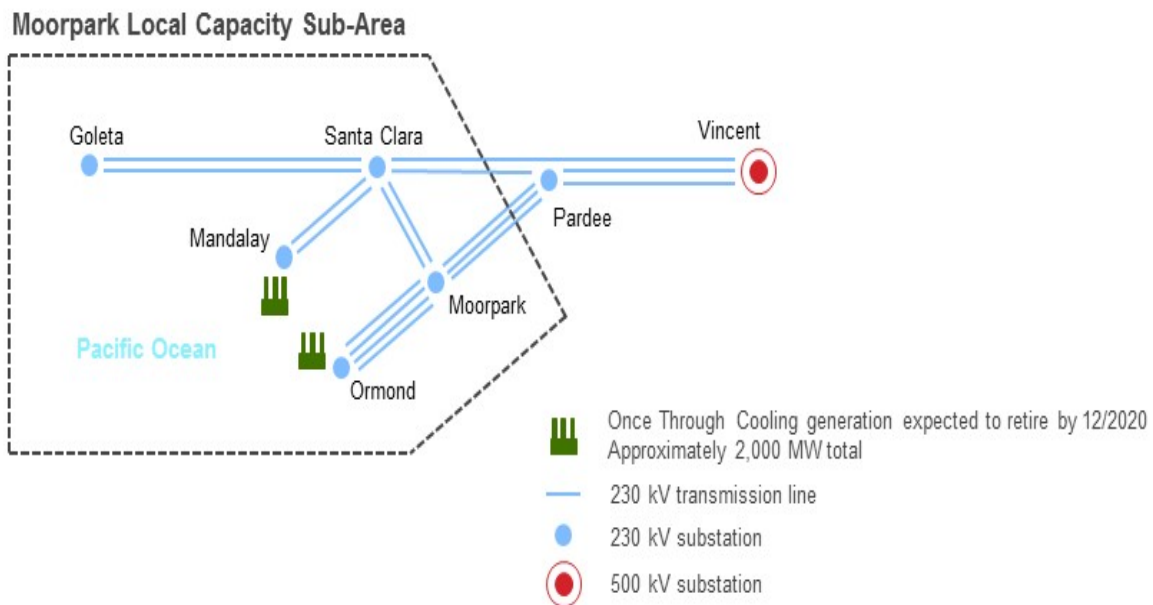 Moorpark Local Capacity Sub-Area
Goleta
Santa Clara
Vincent
Pardee
Mandalay
Moorpark
Pacific Ocean
Ormond
Once Through Cooling generation expected to retire by 12/2020
Approximately 2,000 MW total
230 kV transmission line
230 kV substation
500 kV substation